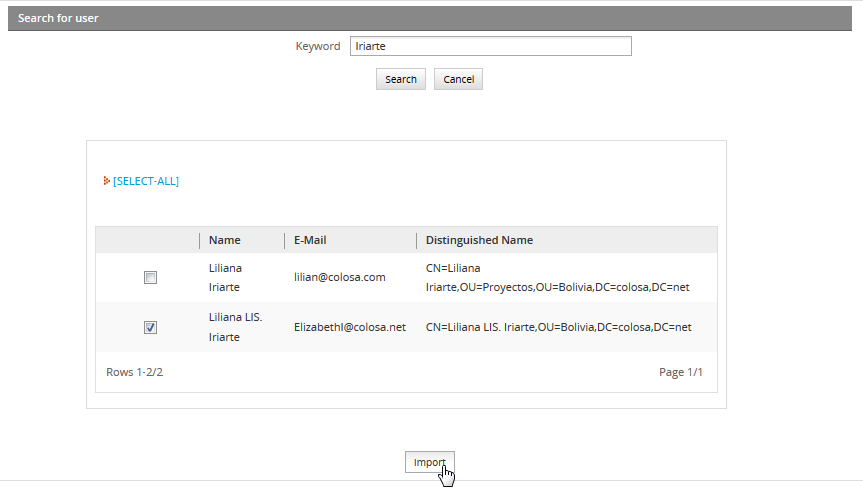 Search for user
Keyword Iriarte
Search Cancel
[SELECT-ALL]
Name E-Mail Distinguished Name
Liliana
Iriarte
lilian@colosa.com
CN=Liliana
Iriarte,OU=Proyectos,OU=Bolivia,DC=colosa,DC=net
Liliana LIS.
Iriarte
Elizabethl@colosa.net
CN=Liliana LIS. Iriarte,OU=Bolivia,DC=colosa,DC=net
Rows 1-2/2 Page 1/1
Import